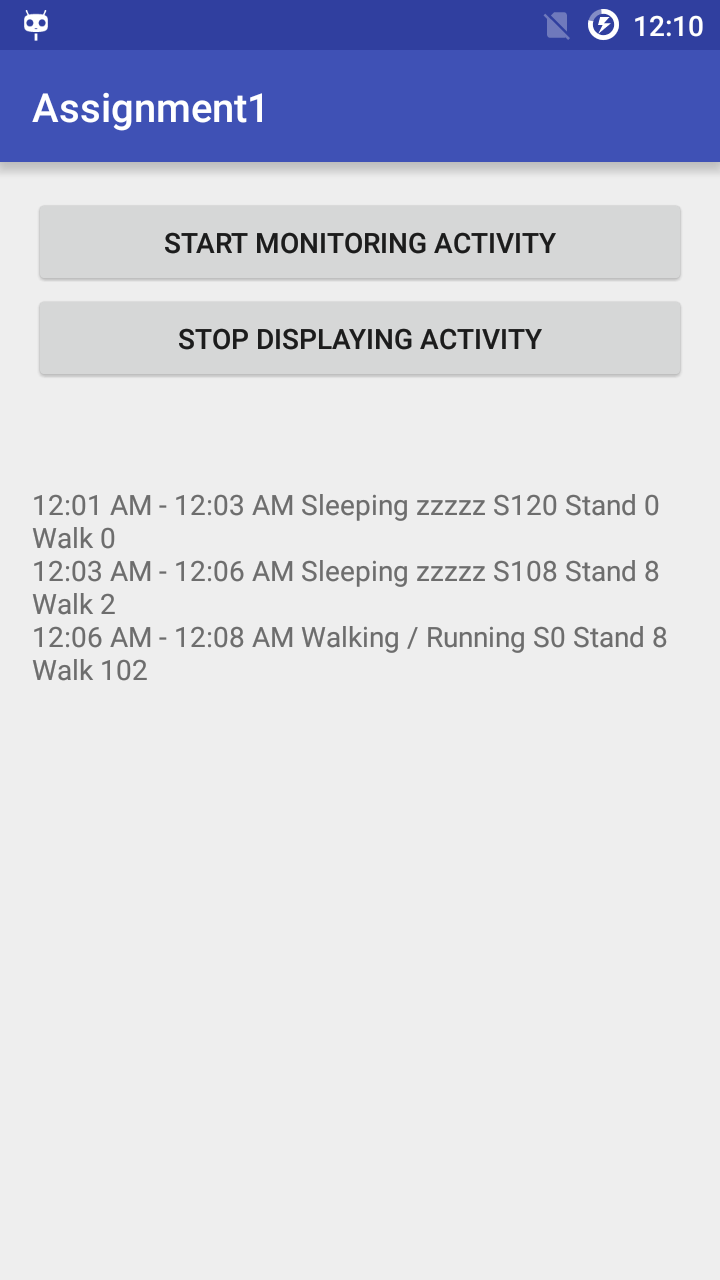 12:10
Assignment1
START MONITORING ACTIVITY
STOP DISPLAYING ACTIVITY
12:01 AM - 12:03 AM Sleeping zzzzz S120 Stand 0
Walk 0
12:03 AM - 12:06 AM Sleeping zzzzz S108 Stand 8
Walk 2
12:06 AM - 12:08 AM Walking / Running S0 Stand 8
Walk 102